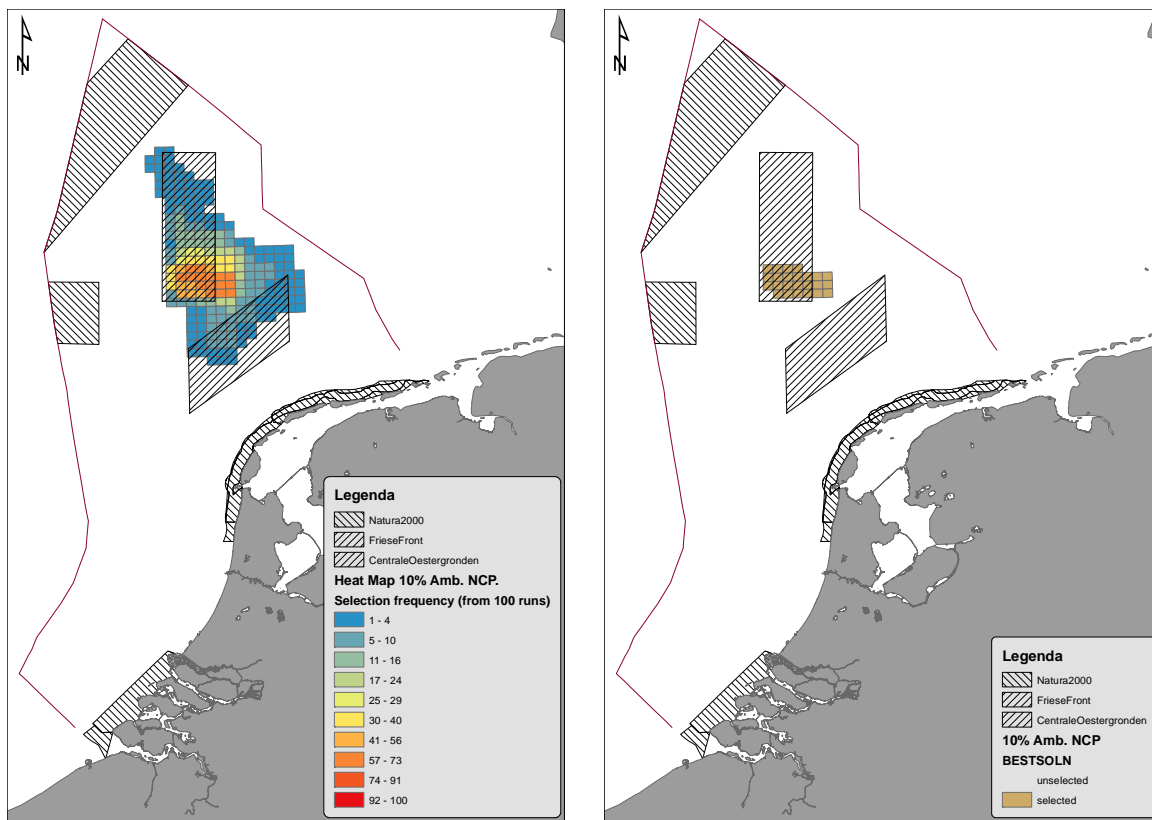 N
Legenda
Natura2000
FrieseFront
CentraleOestergronden
Heat Map 10% Amb. NCP.
Selection frequency (from 100 runs)
1 - 4
5 - 10
11 - 16
17 - 24
25 - 29
30 - 40
41 - 56
57 - 73
74 - 91
92 - 100
N
Legenda
Natura2000
FrieseFront
CentraleOestergronden
10% Amb. NCP
BESTSOLN
unselected
selected